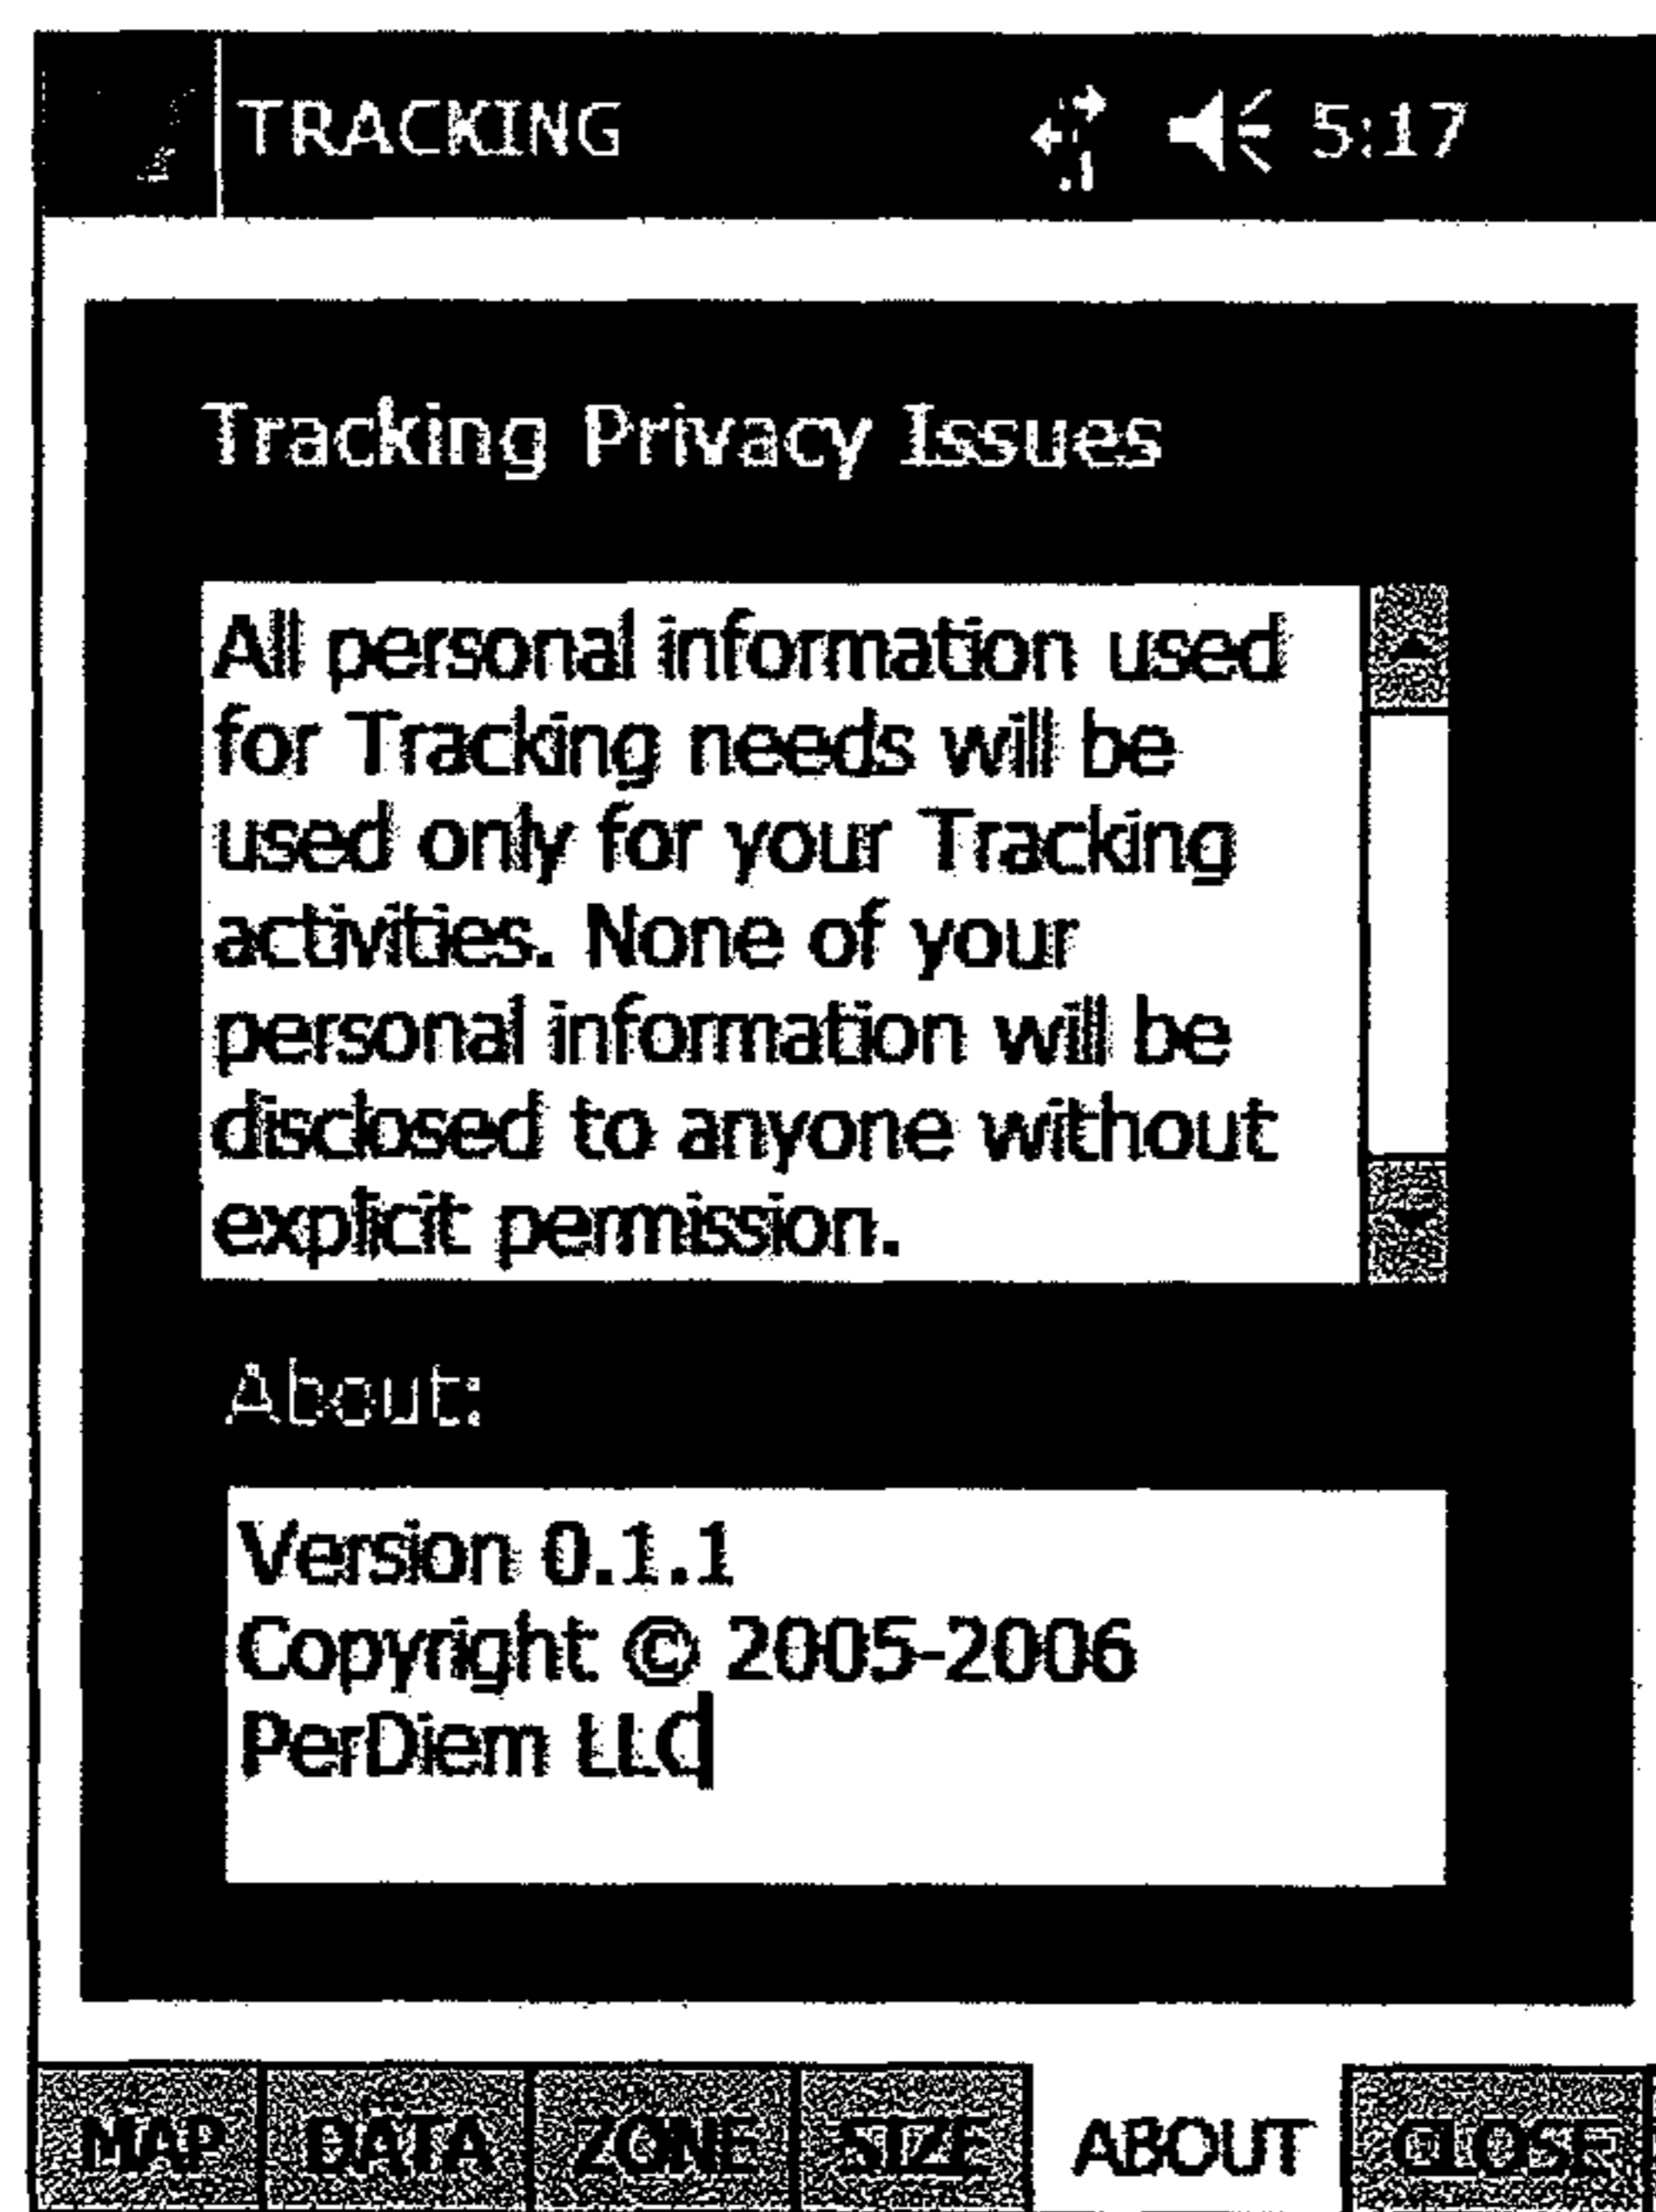 TRACKING 5:17
Tracking Privacy Issues
All personal information used
for Tracking needs will be
used only for your Tracking
activities. None of your
personal information will be
disclosed to anyone without
explicit permission.
About:
Version 0.1.1
Copyright © 2005-2006
PerDiem LLC
MAP DATA ZONE SIZE ABOUT CLOSE